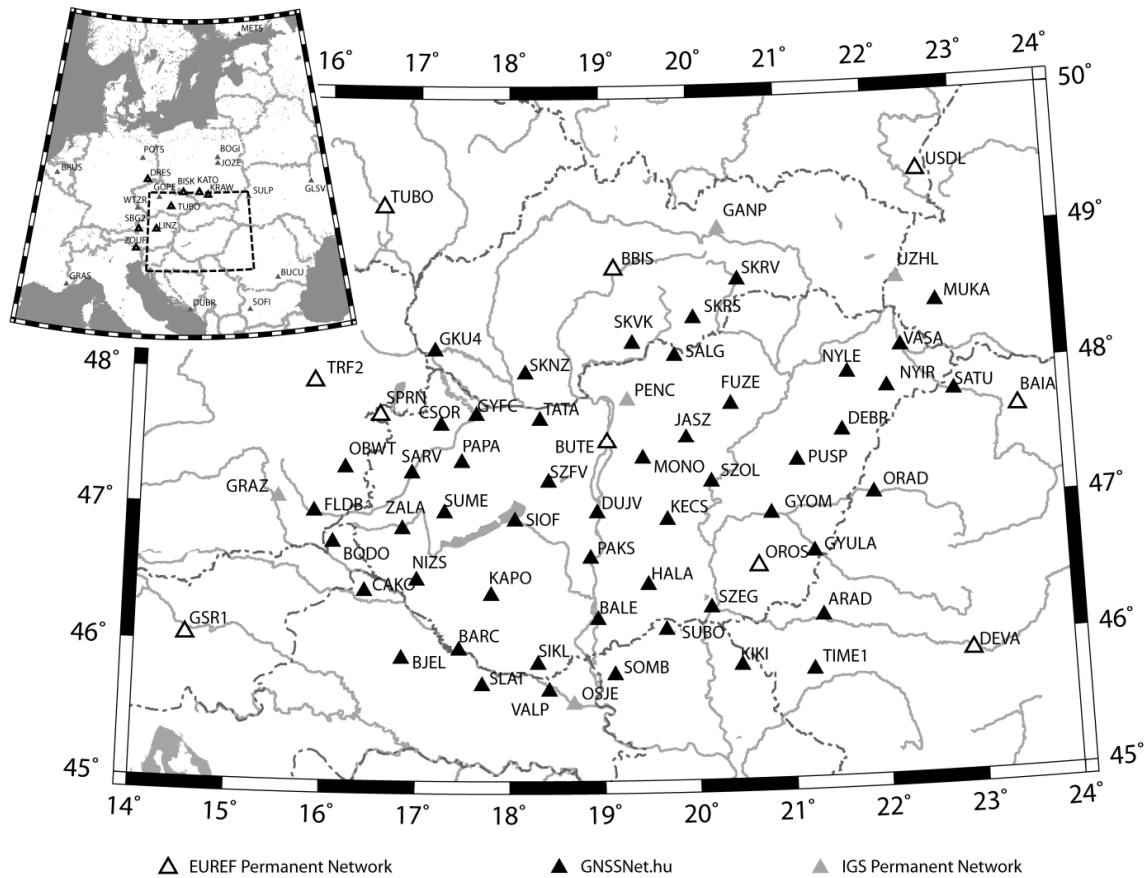 METS
16° 17° 18° 19° 20° 21° 22° 23° 24°
50°
POTS BOGI
JOZE
BRUS
DRES BISK KATO
GOPE KRAW SULP GLSV
WTZR TUBO
SBG2 LINZ
ZOUF
GRAS BUCU
DUBR SOFI
USDL
TUBO
49°
GANP
BBIS SKRV UZHL
MUKA
SKRS
SKVK
GKU4 SALG VASA
48° 48°
TRF2 SKNZ NYLE NYIR SATU BAIA
SPRN PENC FUZE
CSOR GYFC TATA
JASZ DEBR
BUTE
OBWT SARV PAPA MONO PUSP
SZFV SZOL
GRAZ ORAD
47° 47°
FLDB ZALA SUME SIOF DUJV KECS GYOM
BODO PAKS OROS GYULA
NIZS HALA
CAKO KAPO
SZEG ARAD
GSR1 BALE
46° 46°
SUBO DEVA
BARC
BJEL SIKL SOMB KIKI TIME1
SLAT OSJE
VALP
45° 45°
14° 15° 16° 17° 18° 19° 20° 21° 22° 23° 24°
EUREF Permanent Network GNSSNet.hu IGS Permanent Network